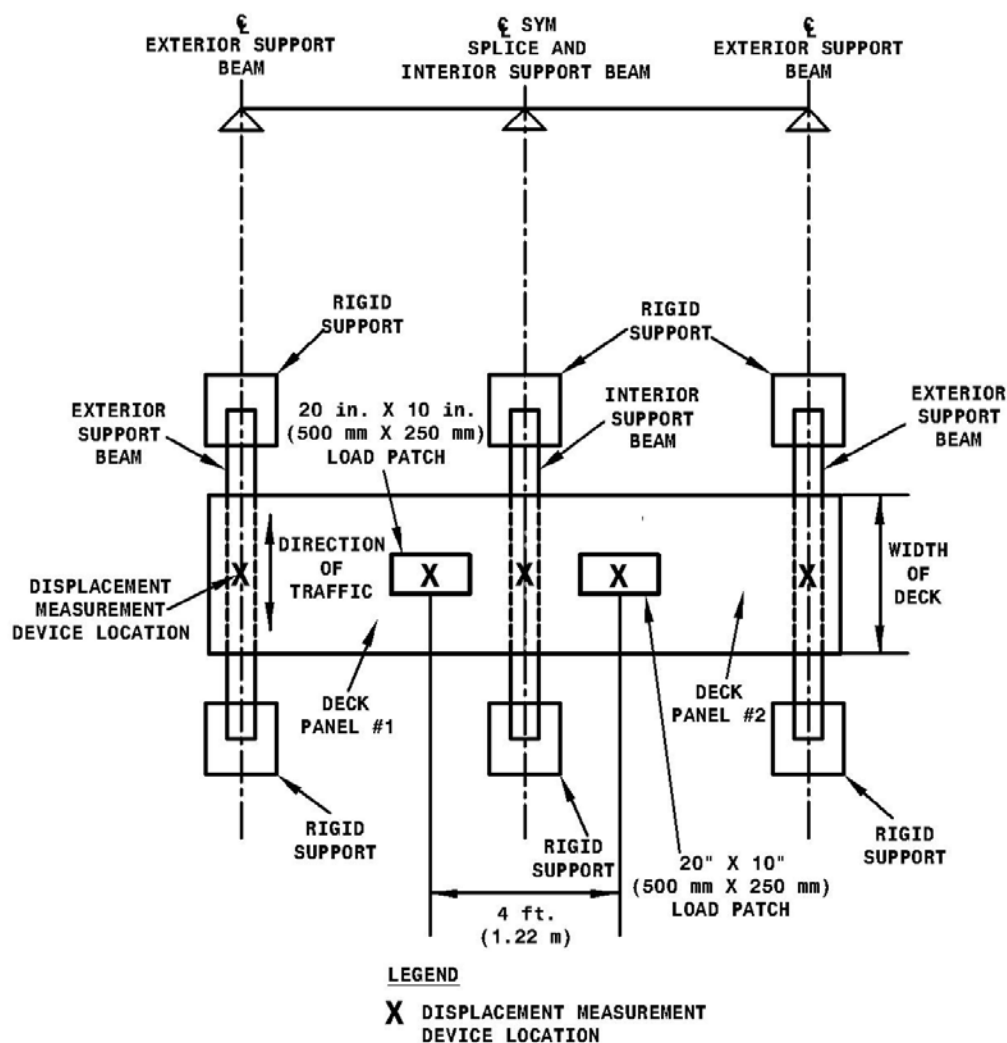 ℄
EXTERIOR SUPPORT
BEAM
℄ SYM
SPLICE AND
INTERIOR SUPPORT BEAM
℄
EXTERIOR SUPPORT
BEAM
RIGID
SUPPORT
RIGID
SUPPORT
EXTERIOR
SUPPORT
BEAM
20 in. X 10 in.
(500 mm X 250 mm)
LOAD PATCH
INTERIOR
SUPPORT
BEAM
EXTERIOR
SUPPORT
BEAM
DIRECTION
OF
TRAFFIC
X
X
X
X
X
WIDTH
OF
DECK
DISPLACEMENT
MEASUREMENT
DEVICE LOCATION
DECK
PANEL #1
DECK
PANEL #2
RIGID
SUPPORT
RIGID
SUPPORT
RIGID
SUPPORT
20" X 10"
(500 mm X 250 mm)
LOAD PATCH
4 ft.
(1.22 m)
LEGEND
X DISPLACEMENT MEASUREMENT
DEVICE LOCATION